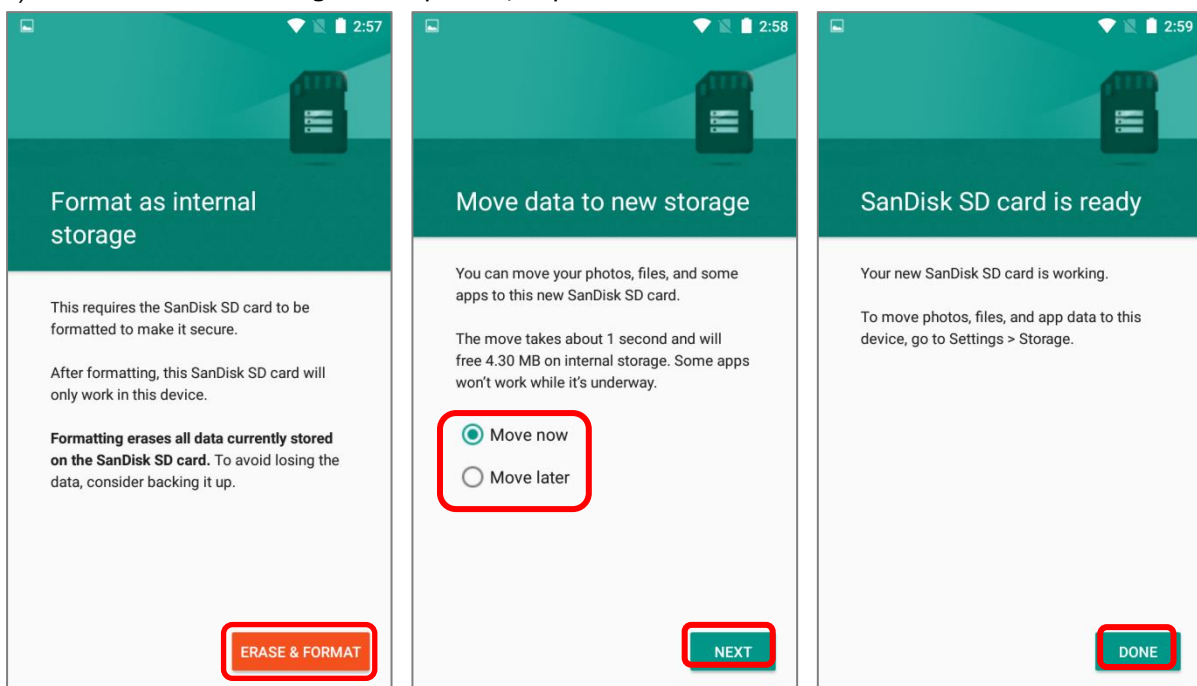 2:57
Format as internal
storage
This requires the SanDisk SD card to be
formatted to make it secure.
After formatting, this SanDisk SD card will
only work in this device.
Formatting erases all data currently stored
on the SanDisk SD card. To avoid losing the
data, consider backing it up.
ERASE & FORMAT
2:58
Move data to new storage
You can move your photos, files, and some
apps to this new SanDisk SD card.
The move takes about 1 second and will
free 4.30 MB on internal storage. Some apps
won't work while it's underway.
Move now
Move later
NEXT
2:59
SanDisk SD card is ready
Your new SanDisk SD card is working.
To move photos, files, and app data to this
device, go to Settings > Storage.
DONE